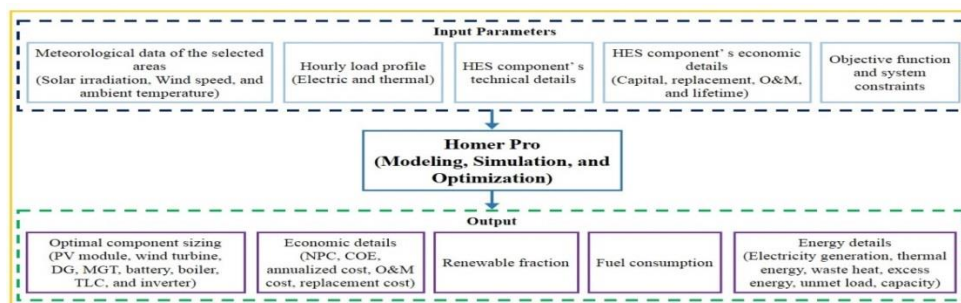 Input Parameters
Meteorological data of the selected
areas
(Solar irradiation, Wind speed, and
ambient temperature)
Hourly load profile
(Electric and thermal)
HES component's
technical details
HES component's economic
details
(Capital, replacement, O&M,
and lifetime)
Objective function
and system
constraints
Homer Pro
(Modeling, Simulation, and
Optimization)
Output
Optimal component sizing
(PV module, wind turbine,
DG, MGT, battery, boiler,
TLC, and inverter)
Economic details
(NPC, COE,
annualized cost, O&M
cost, replacement cost)
Renewable fraction
Fuel consumption
Energy details
(Electricity generation, thermal
energy, waste heat, excess
energy, unmet load, capacity)